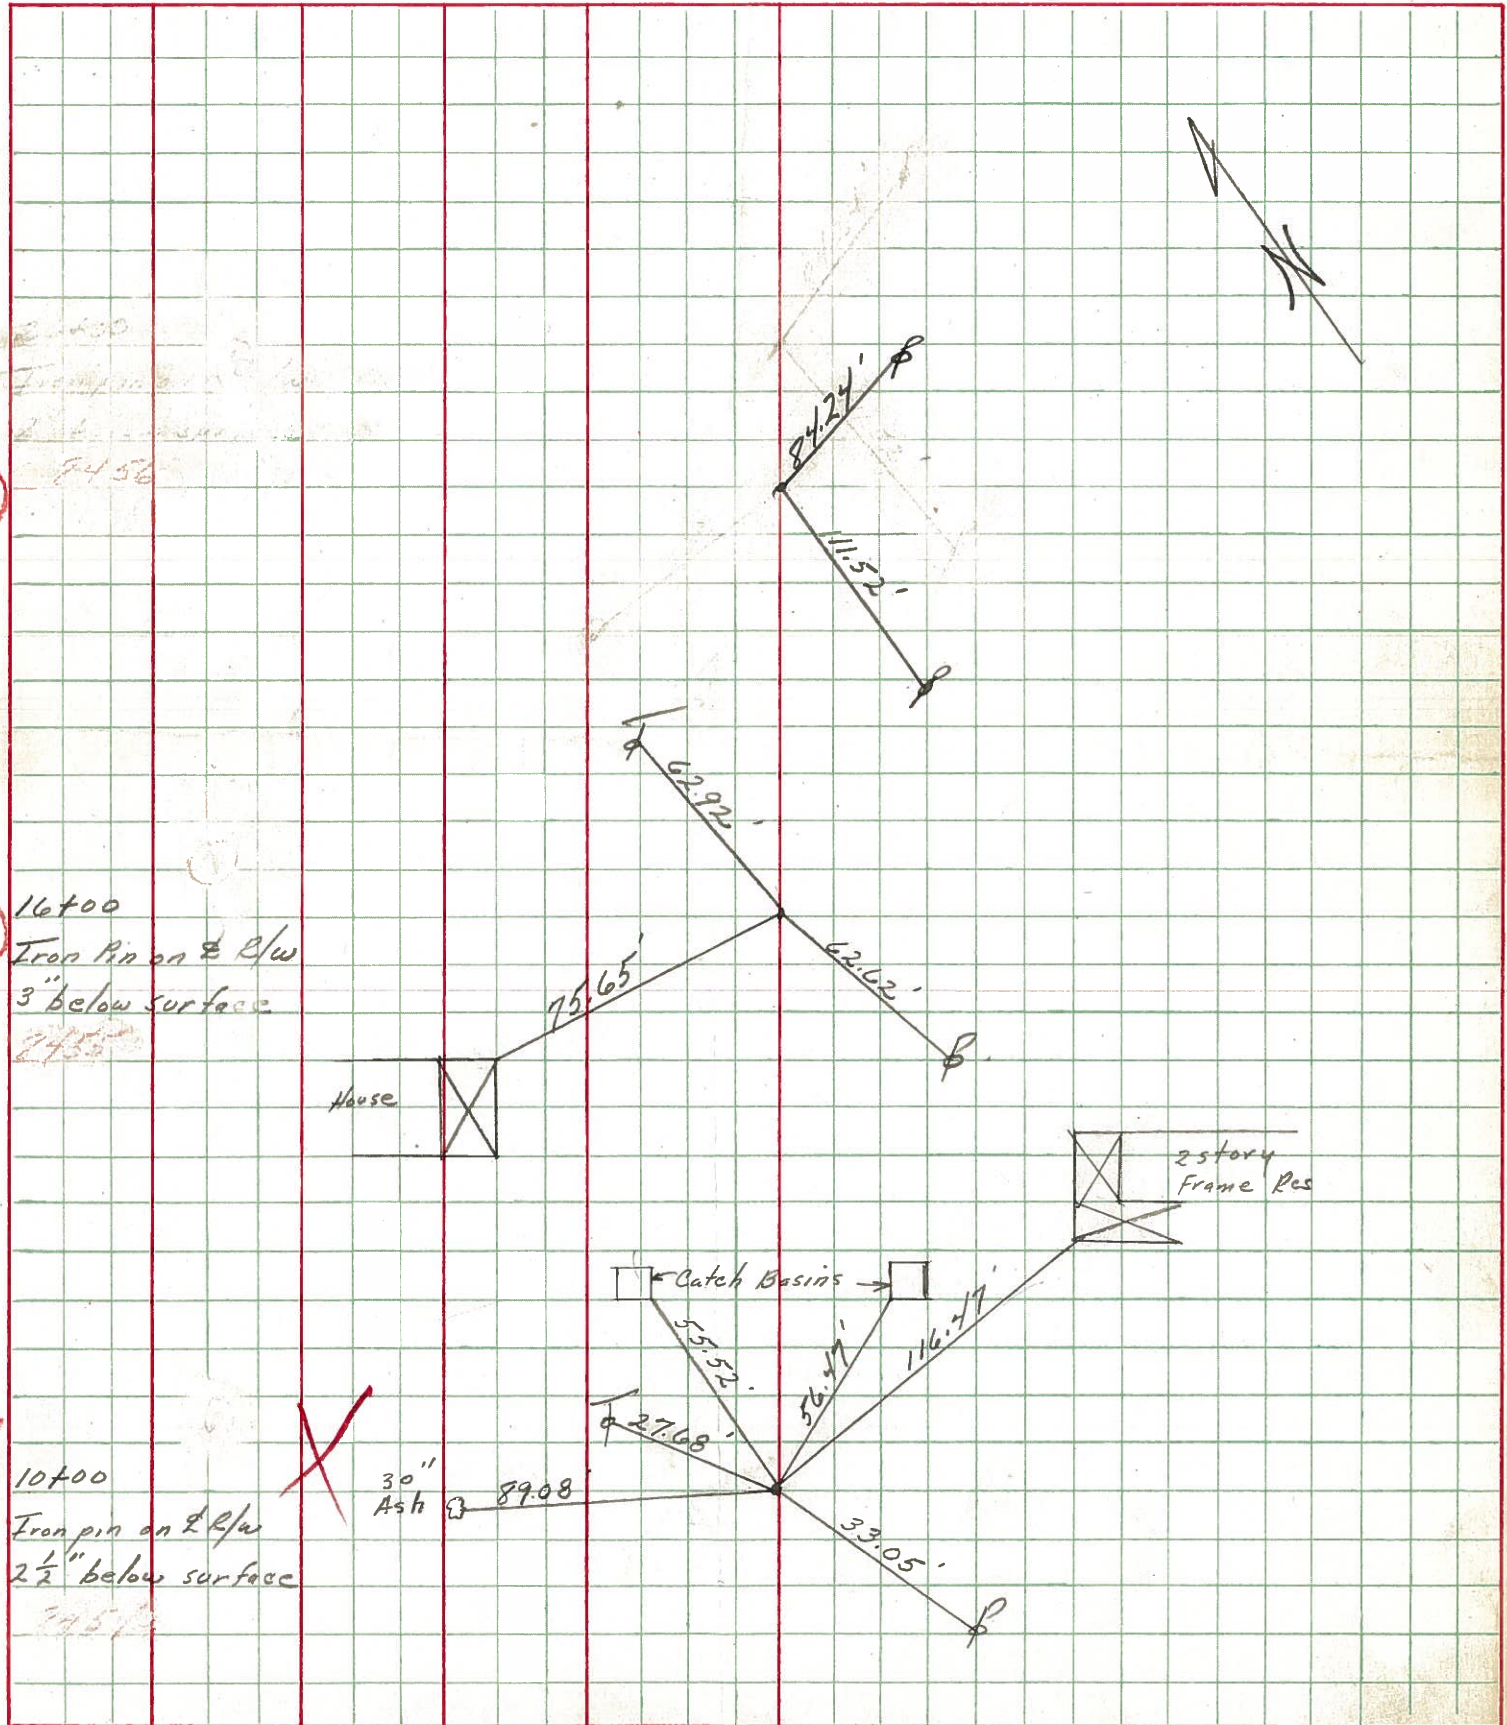 N
84.24'
111.52'
62.92'
16+00
Iron Pin on ℄ R/w
3" below surface
75.65'
62.62'
House
2 story
Frame Res
Catch Basins
55.52'
56.47'
116.47'
27.68'
10+00
Iron pin on ℄ R/w
2 1/2" below surface
30"
Ash
89.08'
33.05'